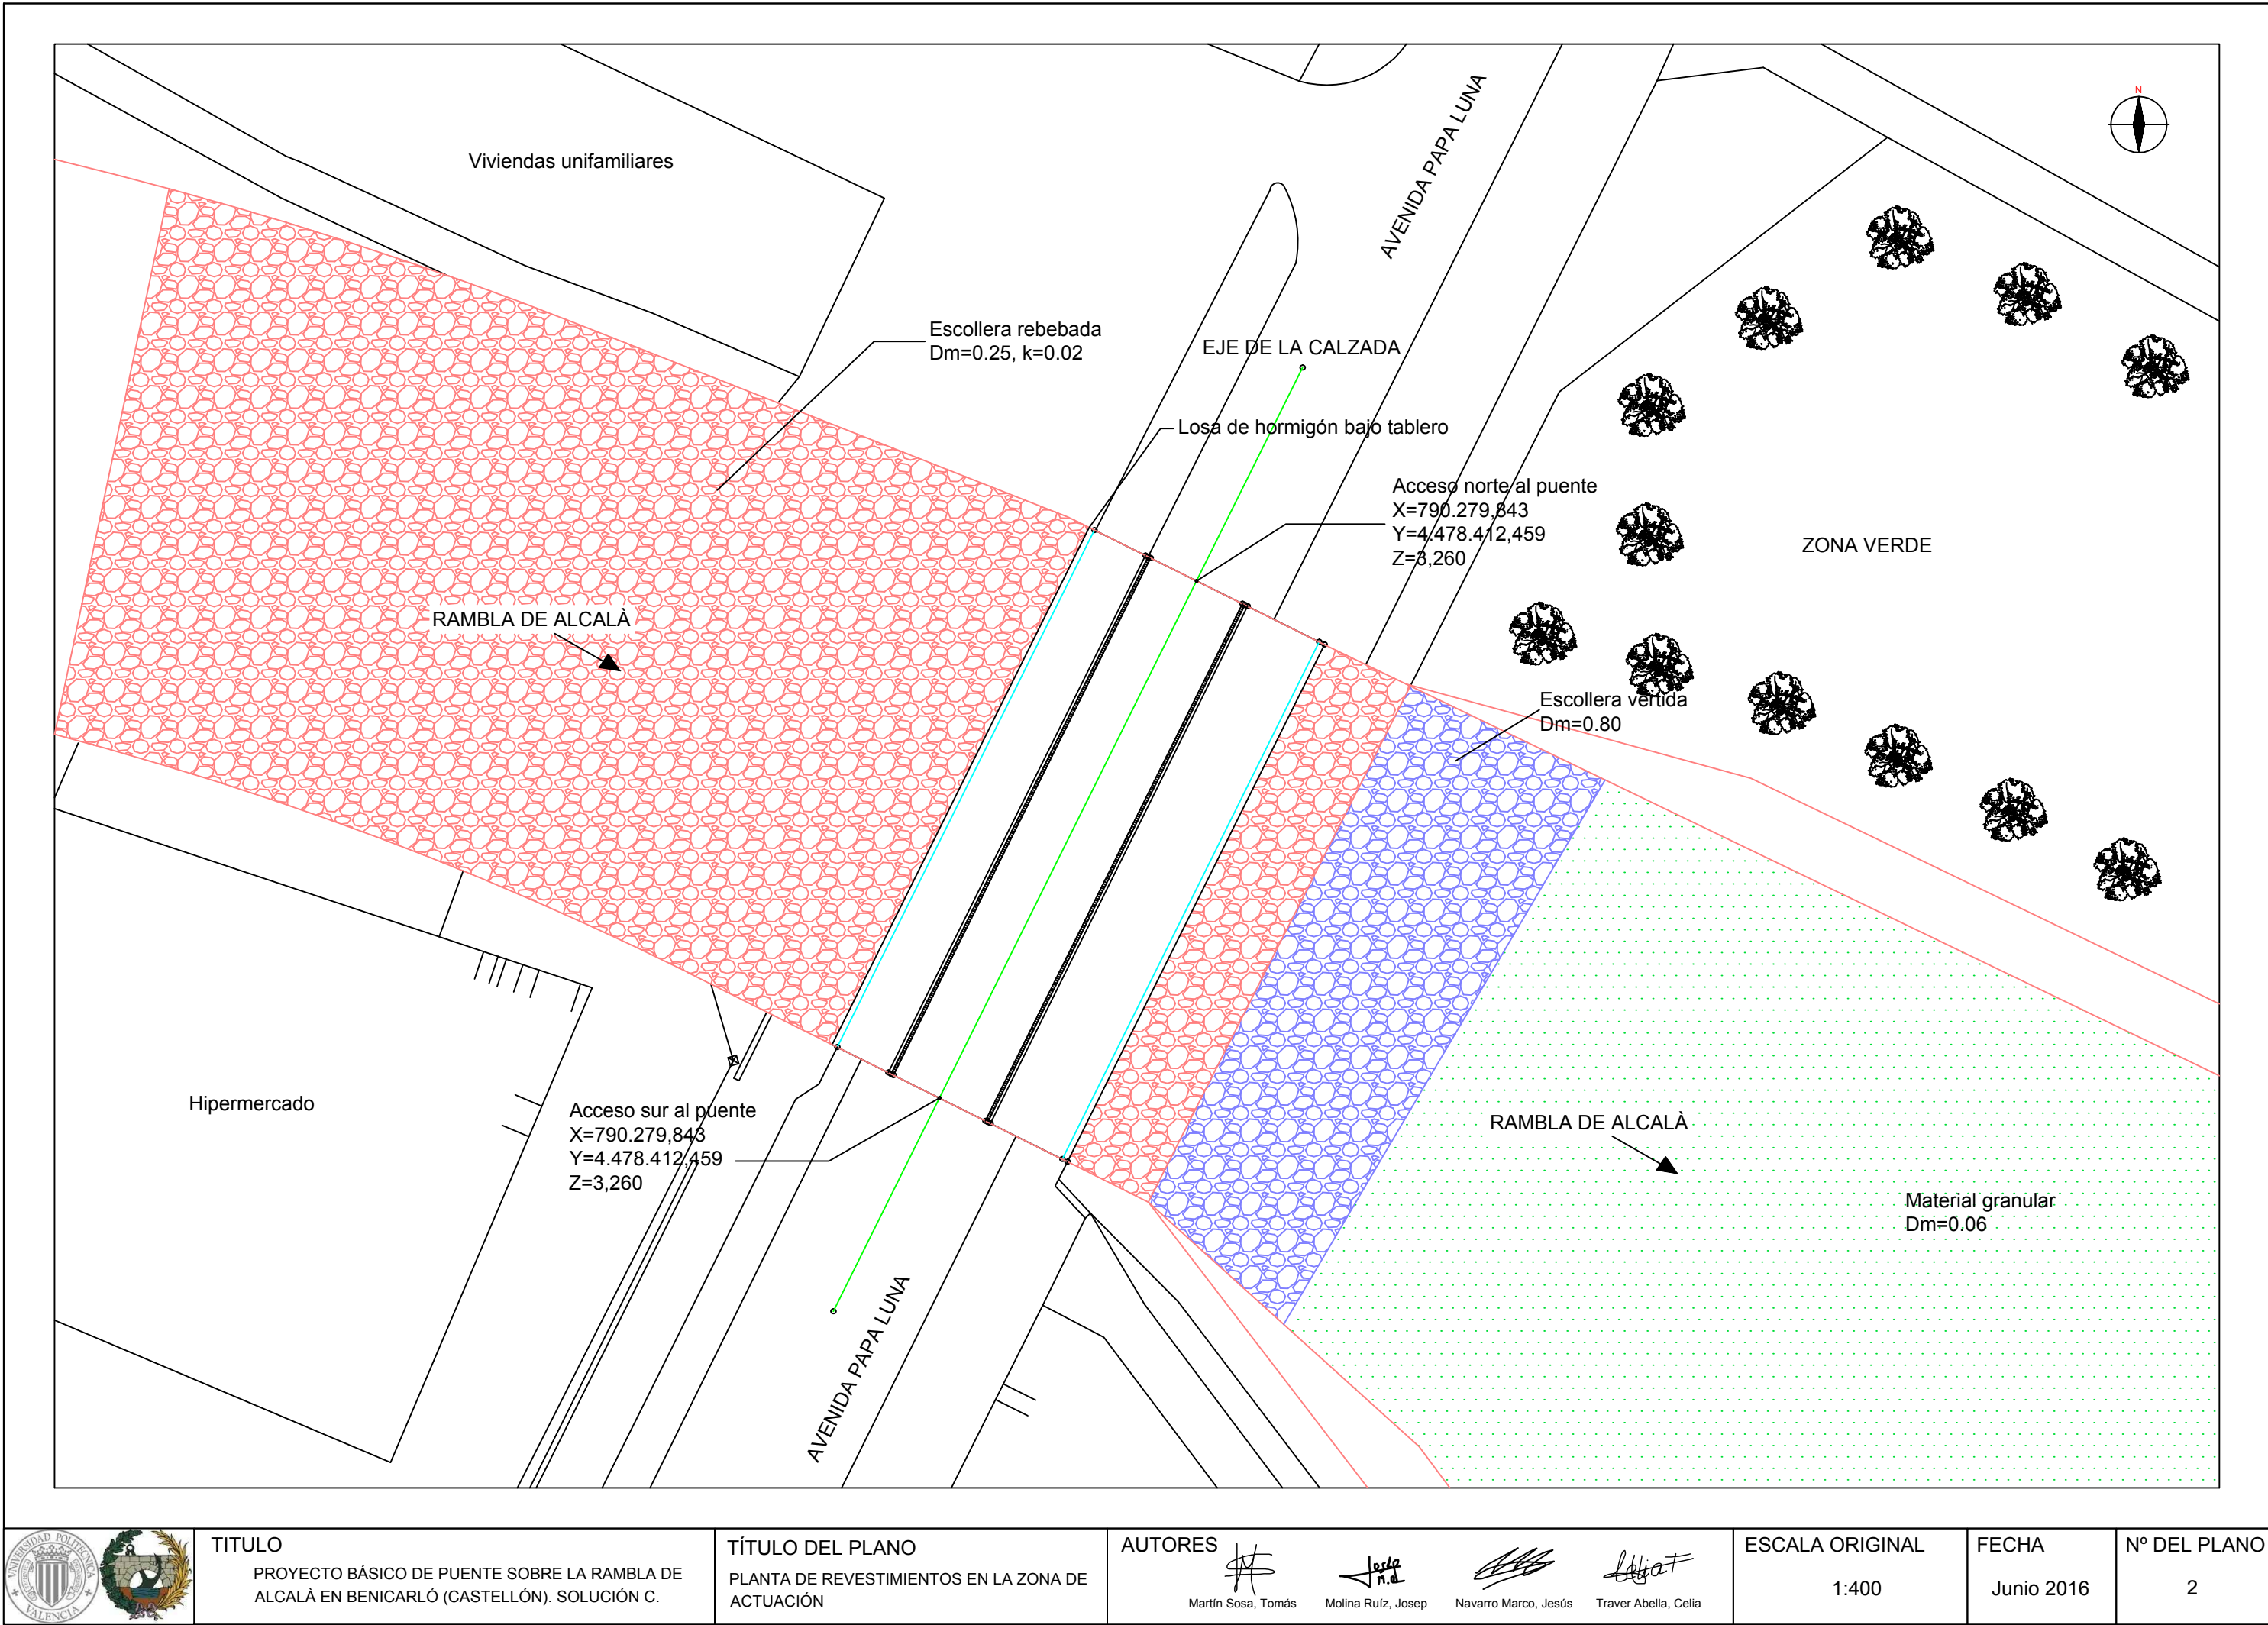 N
Viviendas unifamiliares
AVENIDA PAPA LUNA
Escollera rebebada
Dm=0.25, k=0.02
EJE DE LA CALZADA
Losa de hormigón bajo tablero
Acceso norte al puente
X=790.279,843
Y=4.478.412,459
Z=3,260
ZONA VERDE
RAMBLA DE ALCALÀ
Escollera vertida
Dm=0.80
Hipermercado
Acceso sur al puente
X=790.279,843
Y=4.478.412,459
Z=3,260
RAMBLA DE ALCALÀ
Material granular
Dm=0.06
AVENIDA PAPA LUNA
UNIVERSIDAD POLITECNICA
VALENCIA
TITULO
PROYECTO BÁSICO DE PUENTE SOBRE LA RAMBLA DE
ALCALÀ EN BENICARLÓ (CASTELLÓN). SOLUCIÓN C.
TÍTULO DEL PLANO
PLANTA DE REVESTIMIENTOS EN LA ZONA DE
ACTUACIÓN
AUTORES
Martín Sosa, Tomás
Molina Ruíz, Josep
Navarro Marco, Jesús
Traver Abella, Celia
ESCALA ORIGINAL
1:400
FECHA
Junio 2016
Nº DEL PLANO
2